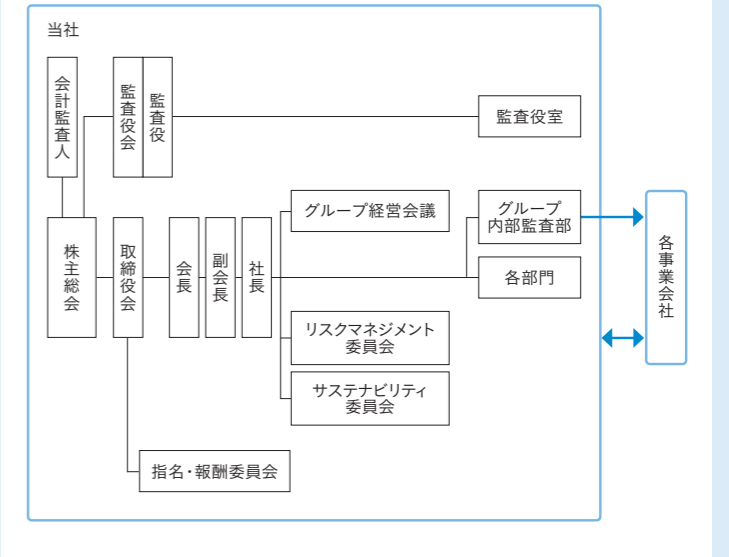 当社
会計監査人
監査役会
監査役
監査役室
株主総会
取締役会
会長
副会長
社長
グループ経営会議
グループ
内部監査部
各部門
リスクマネジメント
委員会
サステナビリティ
委員会
指名・報酬委員会
各事業会社